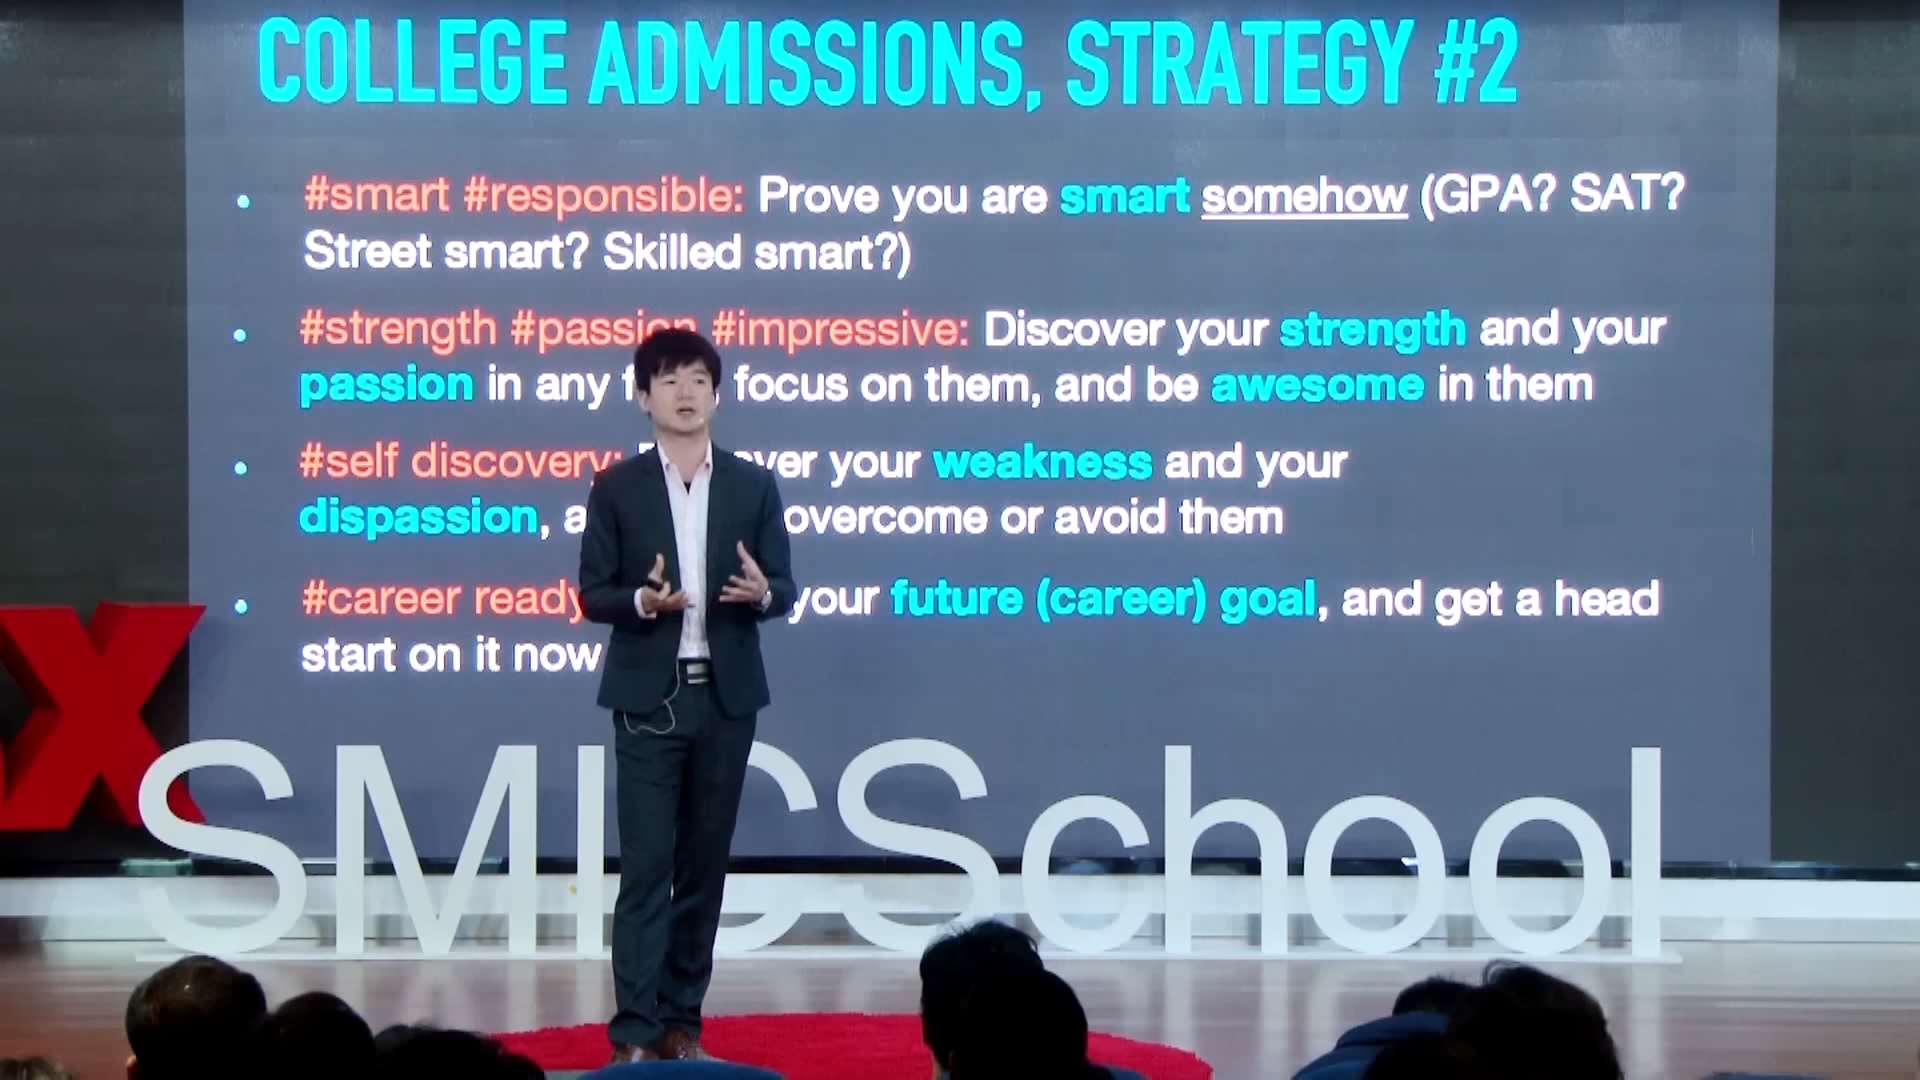 COLLEGE ADMISSIONS, STRATEGY #2
• #smart #responsible: Prove you are smart somehow (GPA? SAT?
Street smart? Skilled smart?)
• #strength #passion #impressive: Discover your strength and your
passion in any focus on them, and be awesome in them
• #self discovery: your weakness and your
dispassion, overcome or avoid them
• #career ready your future (career) goal, and get a head
start on it now
X
SMICSchool